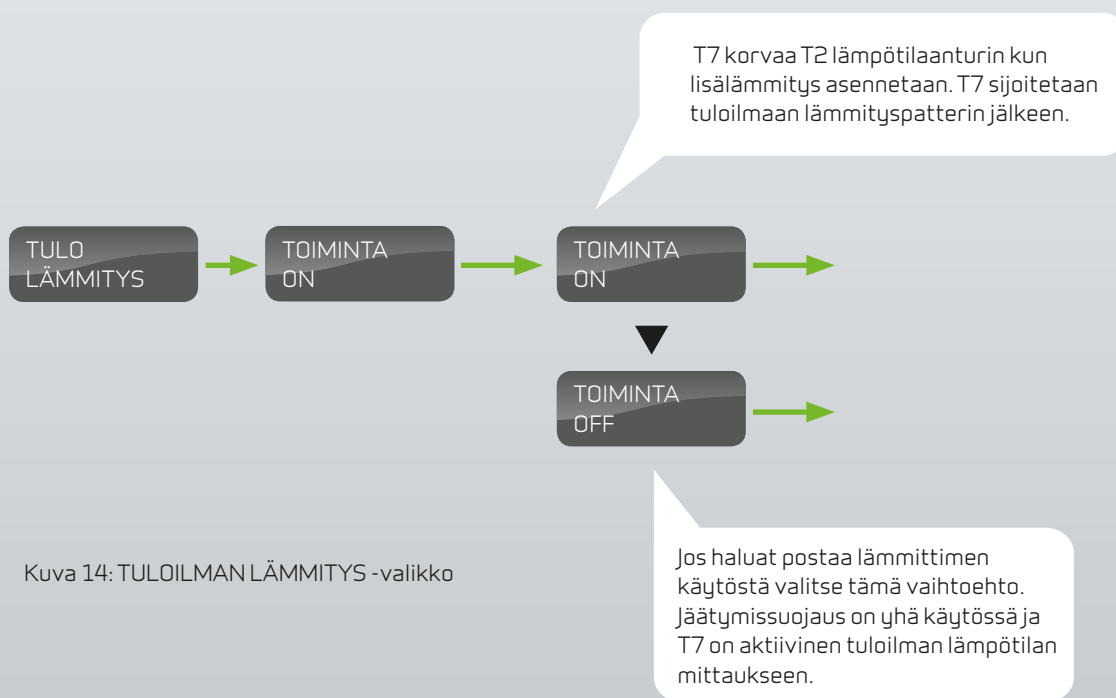 T7 korvaa T2 lämpötilaanturin kun
lisälämmitys asennetaan. T7 sijoitetaan
tuloilmaan lämmityspatterin jälkeen.
TULO
LÄMMITYS
TOIMINTA
ON
TOIMINTA
ON
TOIMINTA
OFF
Kuva 14: TULOILMAN LÄMMITYS -valikko
Jos haluat postaa lämmittimen
käytöstä valitse tämä vaihtoehto.
Jäätymissuojaus on yhä käytössä ja
T7 on aktiivinen tuloilman lämpötilan
mittaukseen.